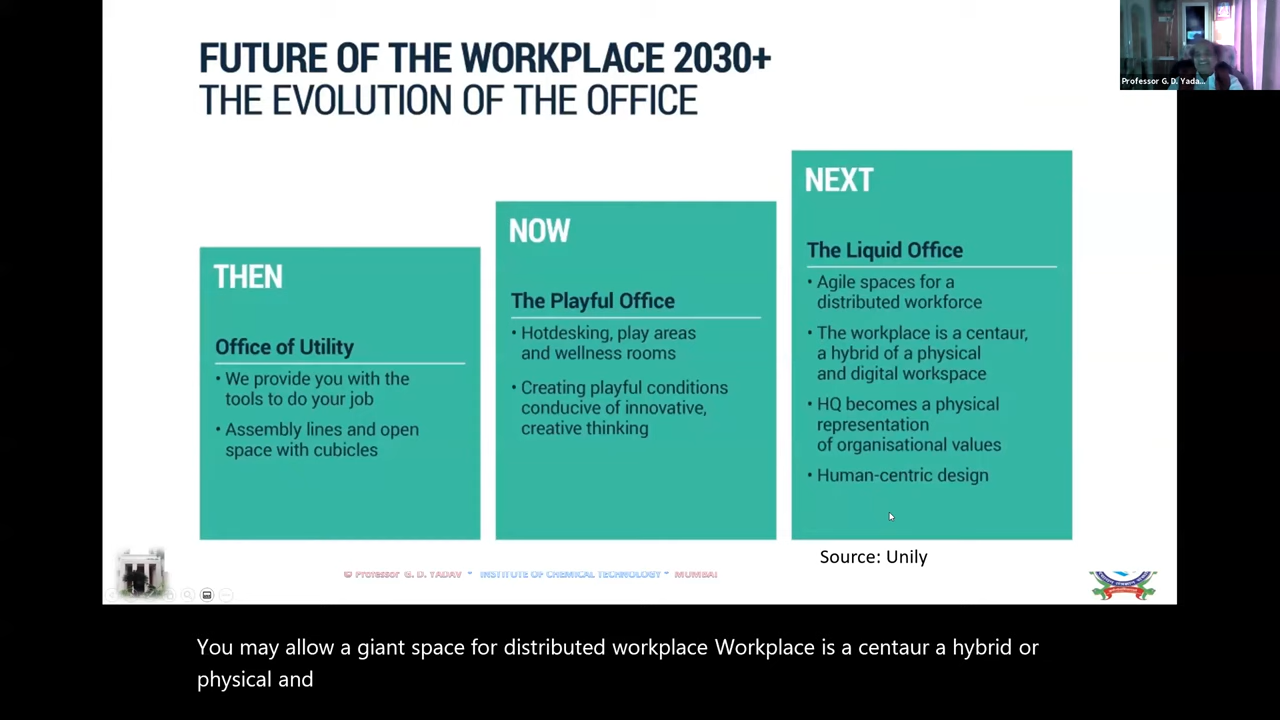 FUTURE OF THE WORKPLACE 2030+
THE EVOLUTION OF THE OFFICE
Professor G. D. Yada...
THEN
Office of Utility
• We provide you with the
tools to do your job
• Assembly lines and open
space with cubicles
NOW
The Playful Office
• Hotdesking, play areas
and wellness rooms
• Creating playful conditions
conducive of innovative,
creative thinking
NEXT
The Liquid Office
• Agile spaces for a
distributed workforce
• The workplace is a centaur,
a hybrid of a physical
and digital workspace
• HQ becomes a physical
representation
of organisational values
• Human-centric design
Source: Unily
© Professor G. D. YADAV * INSTITUTE OF CHEMICAL TECHNOLOGY * MUMBAI
You may allow a giant space for distributed workplace Workplace is a centaur a hybrid or
physical and